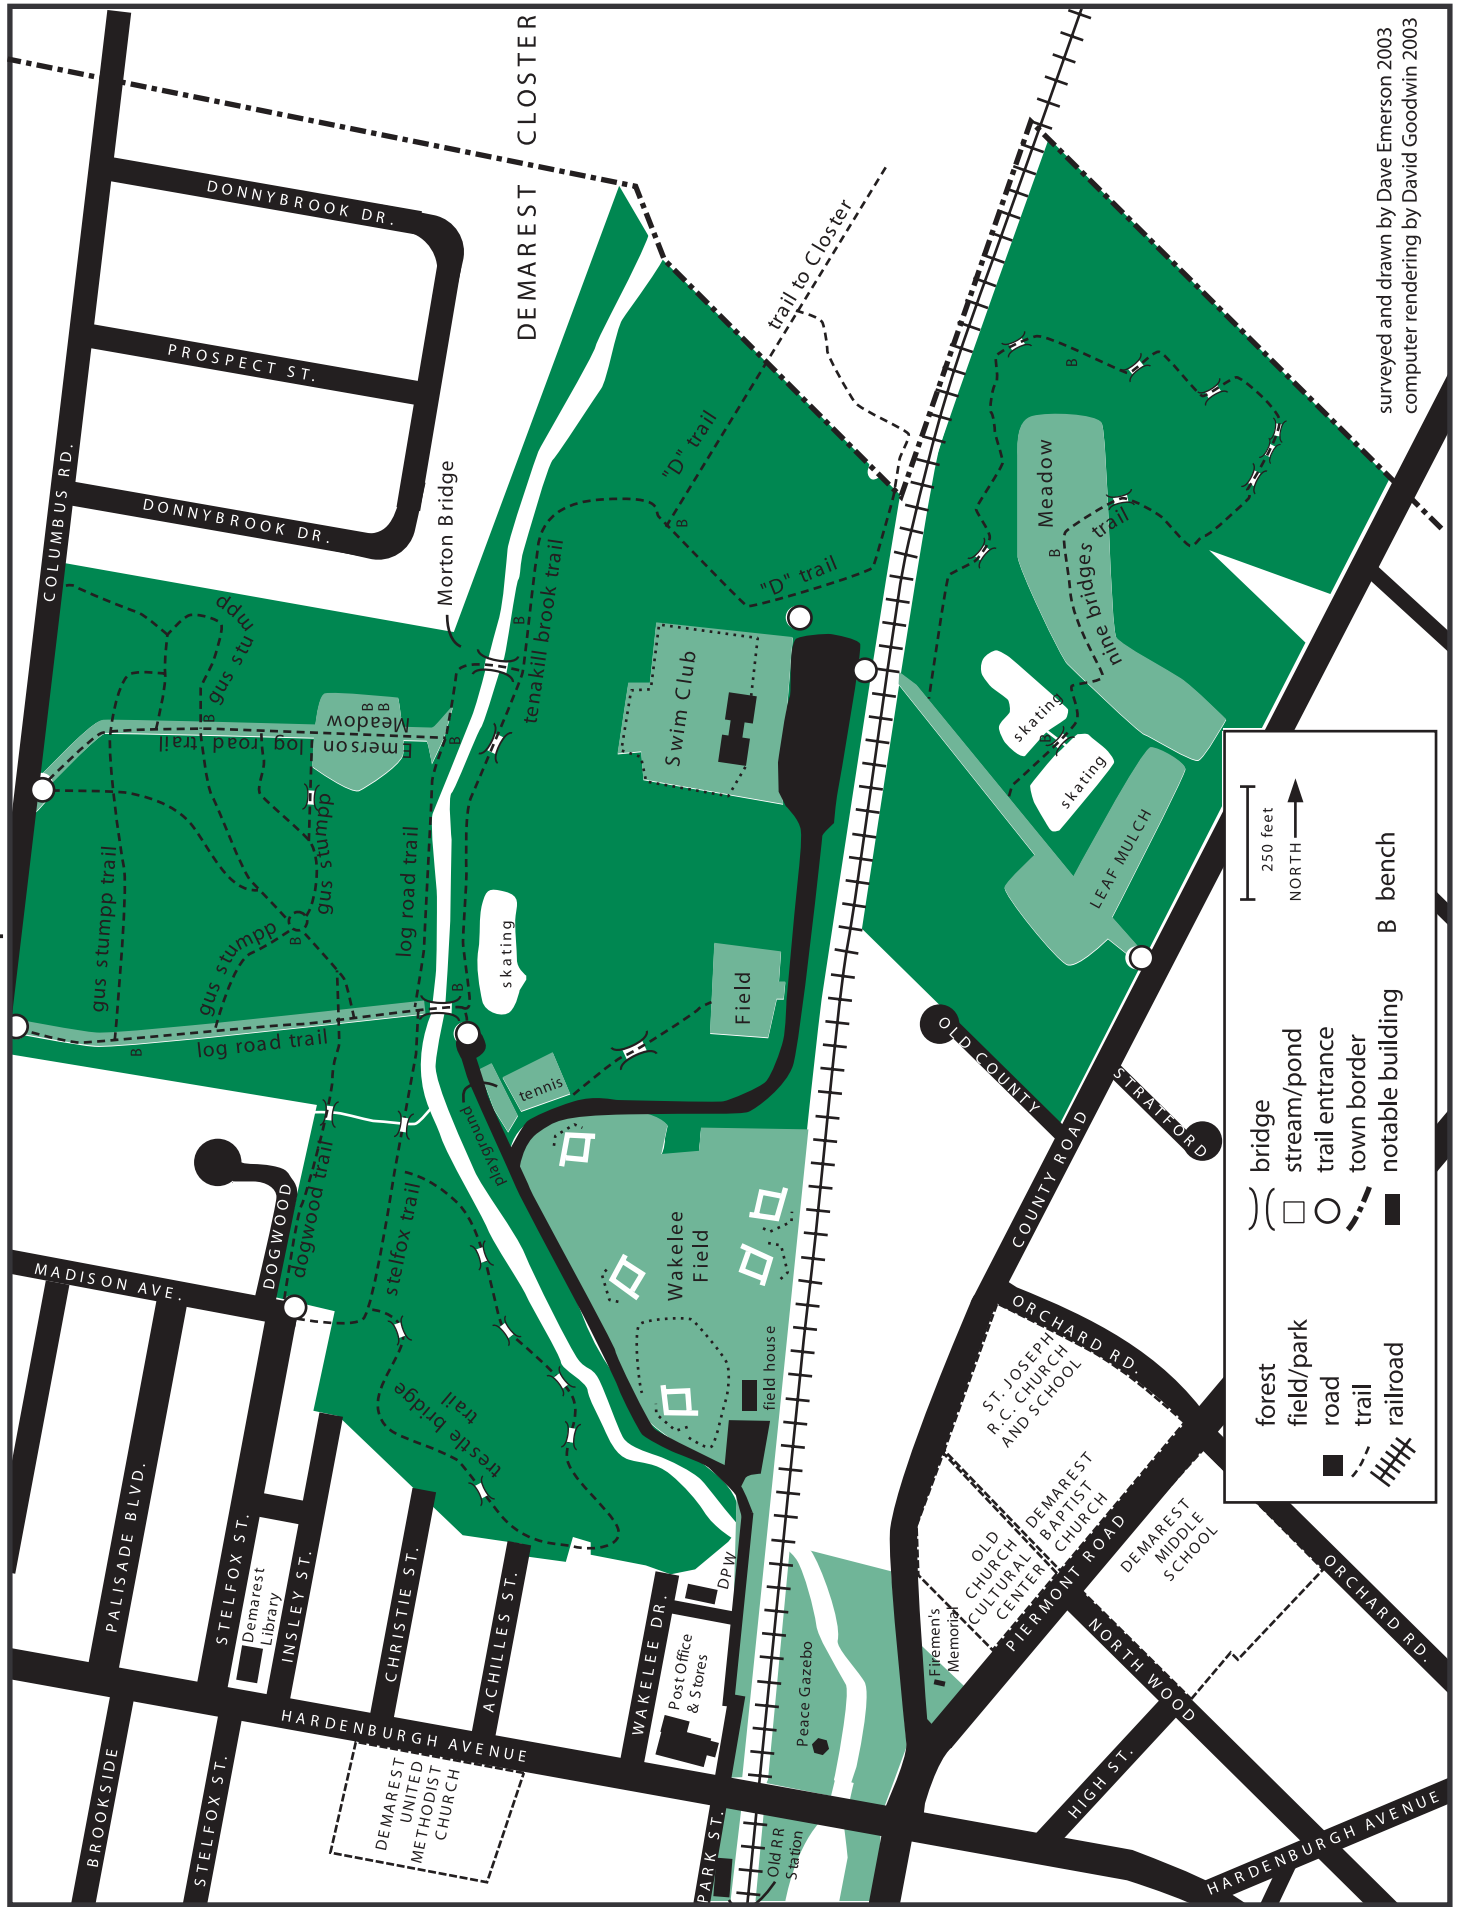 surveyed and drawn by Dave Emerson 2003
computer rendering by David Goodwin 2003
DEMAREST CLOSTER
COLUMBUS RD.
DONNYBROOK DR.
PROSPECT ST.
DONNYBROOK DR.
Morton Bridge
trail to Closter
"D" trail
"D" trail
tenakill brook trail
B
B
gus stumpp
B
log road trail
Emerson
Meadow
B
B
B
gus stumpp
gus stumpp trail
gus stumpp
B
log road trail
log road trail
B
B
Swim Club
skating
Field
tennis
playground
Meadow
B
B
nine bridges trail
skating
B
skating
LEAF MULCH
OLD COUNTY
STRATFORD
COUNTY ROAD
MADISON AVE.
DOGWOOD
dogwood trail
stelfox trail
trestle bridge
trail
Wakelee
Field
field house
PALISADE BLVD.
STELFOX ST.
Demarest
Library
INSLEY ST.
CHRISTIE ST.
ACHILLES ST.
WAKELEE DR.
DPW
Post Office
& Stores
HARDENBURGH AVENUE
BROOKSIDE
STELFOX ST.
DEMAREST
UNITED
METHODIST
CHURCH
PARK ST.
Old RR
Station
Peace Gazebo
Firemen's
Memorial
ORCHARD RD.
ST. JOSEPH
R.C. CHURCH
AND SCHOOL
DEMAREST
BAPTIST
CHURCH
OLD
CHURCH
CULTURAL
CENTER
PIERMONT ROAD
DEMAREST
MIDDLE
SCHOOL
NORTH WOOD
HIGH ST.
ORCHARD RD.
HARDENBURGH AVENUE
250 feet
NORTH
forest
field/park
road
trail
railroad
bridge
stream/pond
trail entrance
town border
notable building
B bench